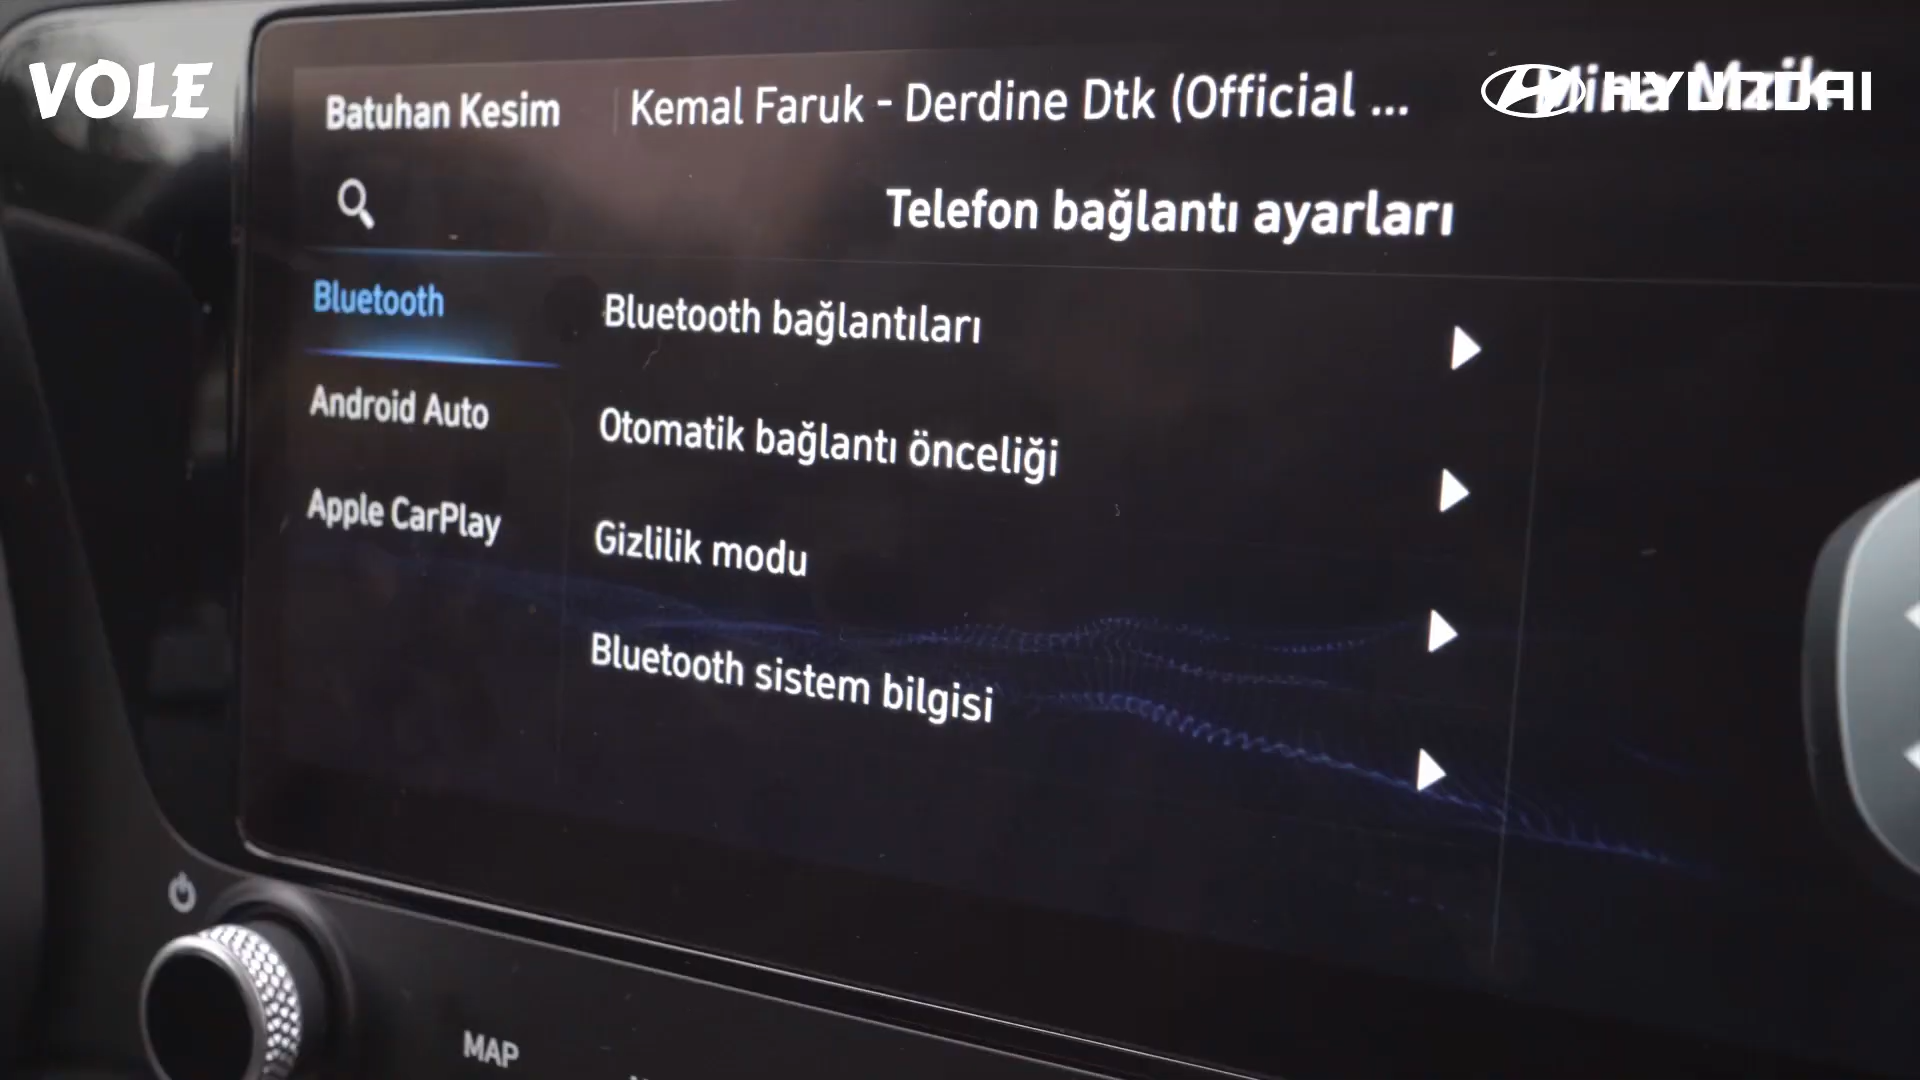 VOLE
HYUNDAI
Batuhan Kesim
Kemal Faruk - Derdine Dtk (Official ...
Telefon bağlantı ayarları
Bluetooth
Android Auto
Apple CarPlay
Bluetooth bağlantıları
Otomatik bağlantı önceliği
Gizlilik modu
Bluetooth sistem bilgisi
MAP